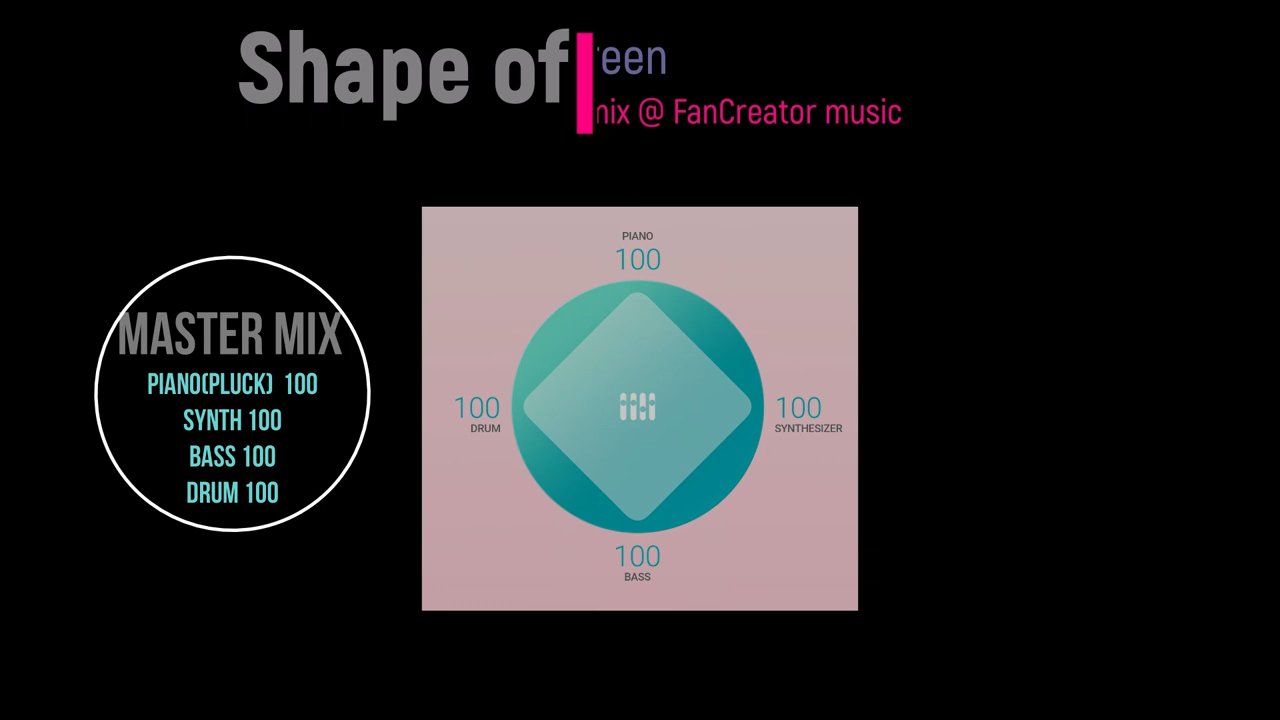 Shape of
een
mix @ FanCreator music
MASTER MIX
PIANO(PLUCK) 100
SYNTH 100
BASS 100
DRUM 100
PIANO
100
100
DRUM
100
SYNTHESIZER
100
BASS